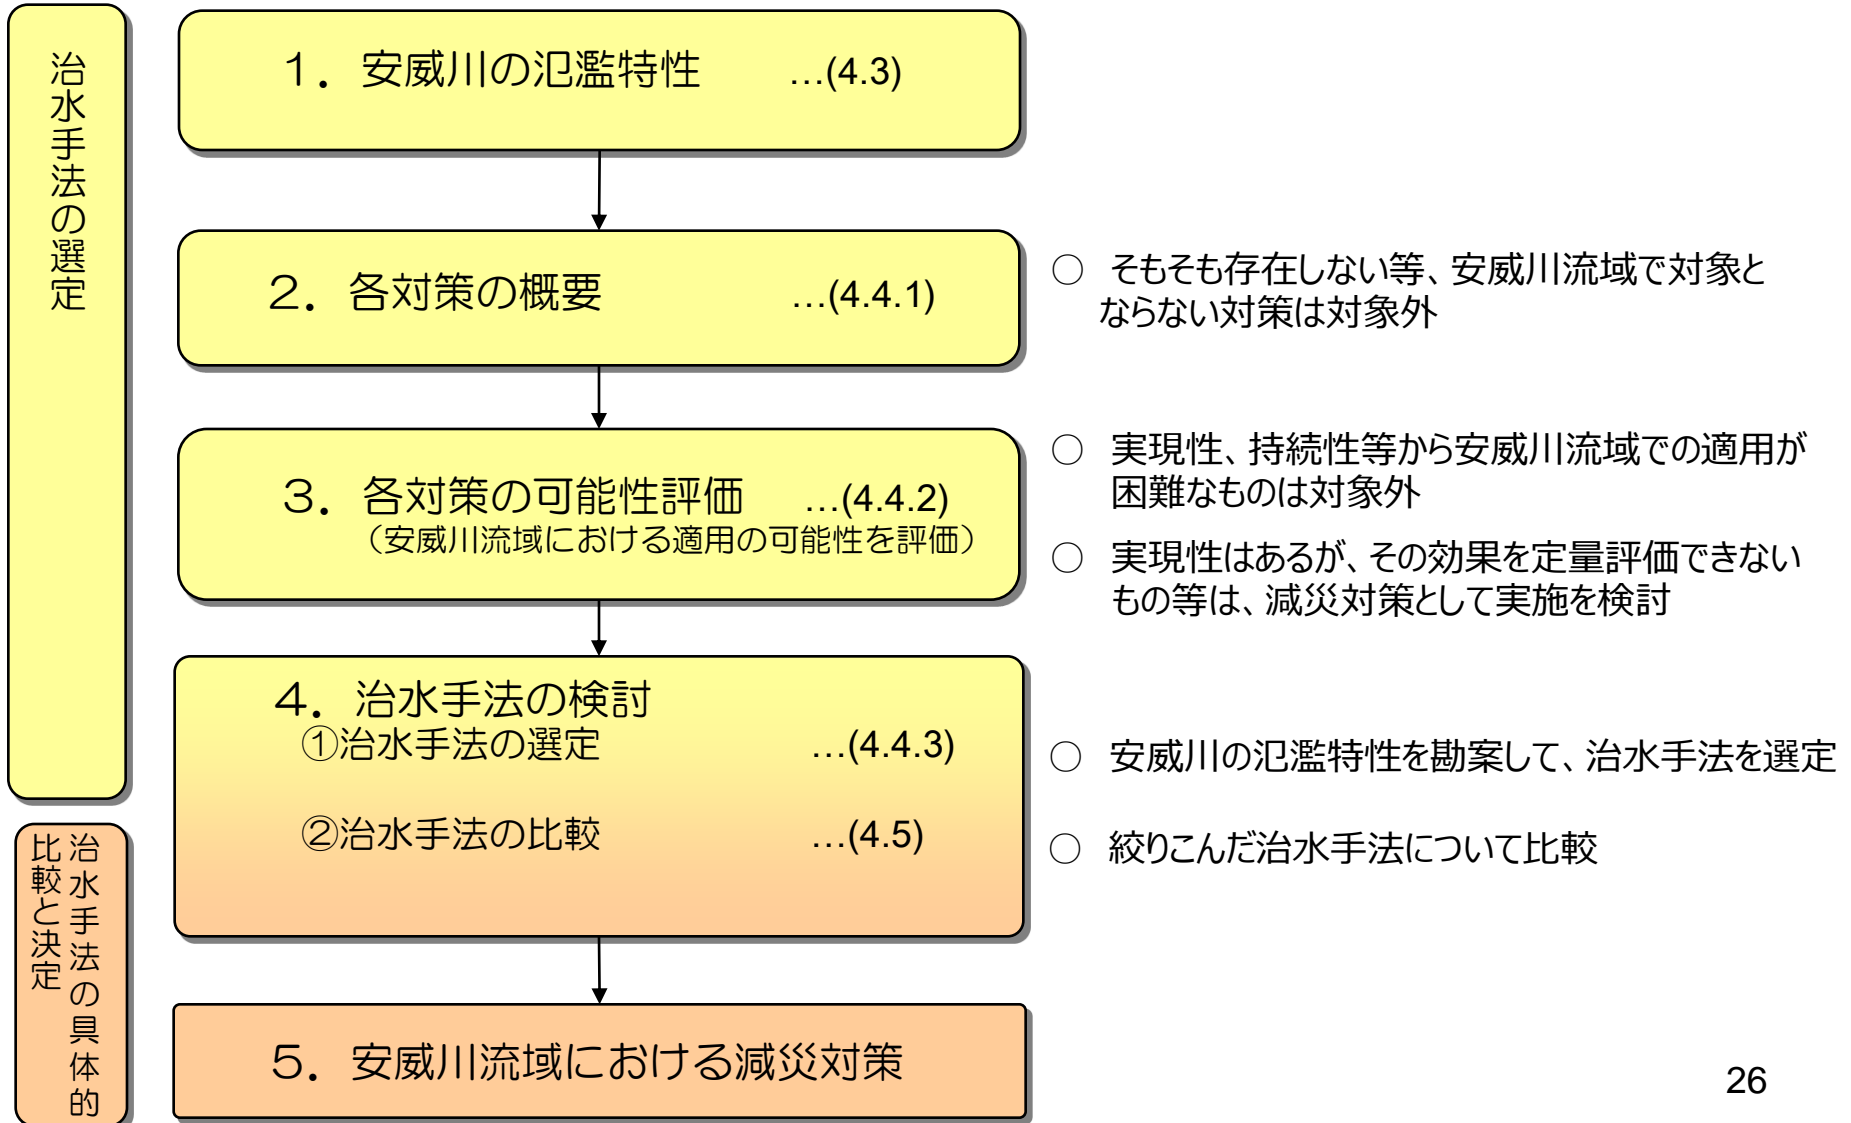 治水手法の選定
１．安威川の氾濫特性 …(4.3)
２．各対策の概要 …(4.4.1)
○ そもそも存在しない等、安威川流域で対象と
ならない対策は対象外
３．各対策の可能性評価 …(4.4.2)
（安威川流域における適用の可能性を評価）
○ 実現性、持続性等から安威川流域での適用が
困難なものは対象外
○ 実現性はあるが、その効果を定量評価できない
もの等は、減災対策として実施を検討
４．治水手法の検討
①治水手法の選定 …(4.4.3)
○ 安威川の氾濫特性を勘案して、治水手法を選定
②治水手法の比較 …(4.5)
○ 絞りこんだ治水手法について比較
治水手法の具体的
比較と決定
５．安威川流域における減災対策
26